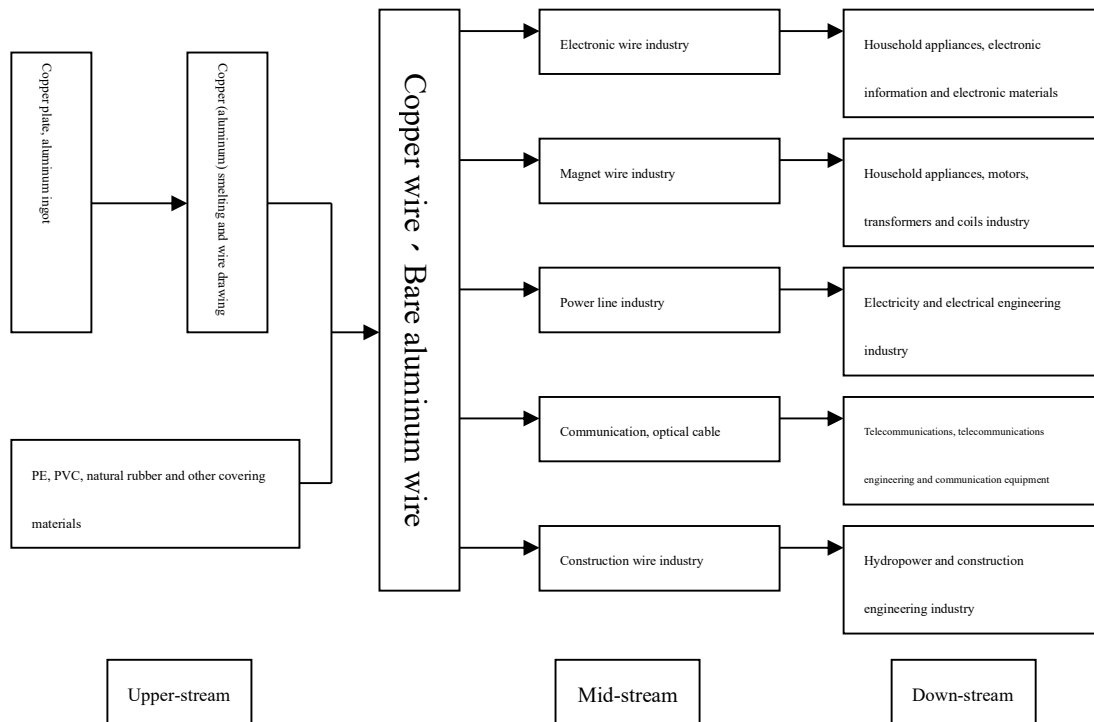 Copper plate, aluminum ingot
Copper (aluminum) smelting and wire drawing
PE, PVC, natural rubber and other covering
materials
Copper wire、Bare aluminum wire
Electronic wire industry
Household appliances, electronic
information and electronic materials
Magnet wire industry
Household appliances, motors,
transformers and coils industry
Power line industry
Electricity and electrical engineering
industry
Communication, optical cable
Telecommunications, telecommunications
engineering and communication equipment
Construction wire industry
Hydropower and construction
engineering industry
Upper-stream
Mid-stream
Down-stream